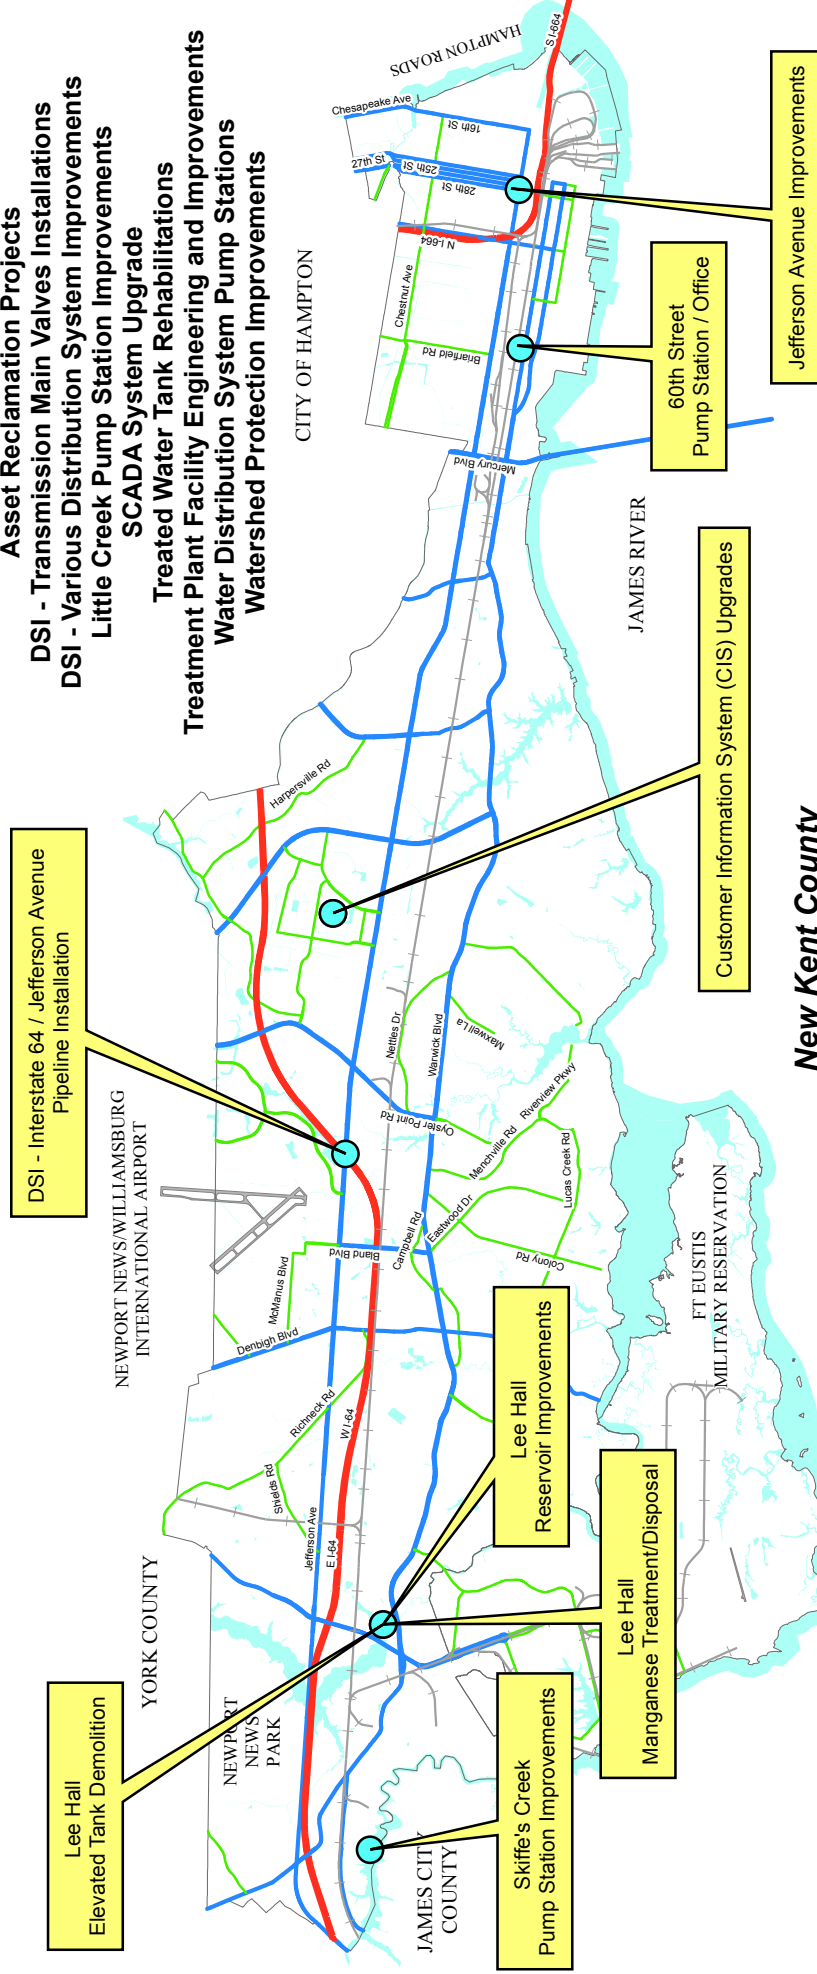 Asset Reclamation Projects
DSI - Transmission Main Valves Installations
DSI - Various Distribution System Improvements
Little Creek Pump Station Improvements
SCADA System Upgrade
Treated Water Tank Rehabilitations
Treatment Plant Facility Engineering and Improvements
Water Distribution System Pump Stations
Watershed Protection Improvements
Lee Hall
Elevated Tank Demolition
DSI - Interstate 64 / Jefferson Avenue
Pipeline Installation
YORK COUNTY
NEWPORT NEWS/WILLIAMSBURG
INTERNATIONAL AIRPORT
CITY OF HAMPTON
HAMPTON ROADS
NEWPORT
NEWS
PARK
Shields Rd
Richneck Rd
Denbigh Blvd
McManus Blvd
Bland Blvd
Harpersville Rd
Chestnut Ave
Briarfield Rd
N I-664
28th St
25th St
27th St
16th St
Chesapeake Ave
S I-664
Jefferson Ave
E I-64
W I-64
Campbell Rd
Eastwood Dr
Colony Rd
Menchville Rd
Lucas Creek Rd
Riverview Pkwy
Oyster Point Rd
Nettles Dr
Warwick Blvd
Maxwell La
Mercury Blvd
JAMES CITY
COUNTY
FT EUSTIS
MILITARY RESERVATION
JAMES RIVER
Skiffe's Creek
Pump Station Improvements
Lee Hall
Manganese Treatment/Disposal
Lee Hall
Reservoir Improvements
Customer Information System (CIS) Upgrades
60th Street
Pump Station / Office
Jefferson Avenue Improvements
New Kent County